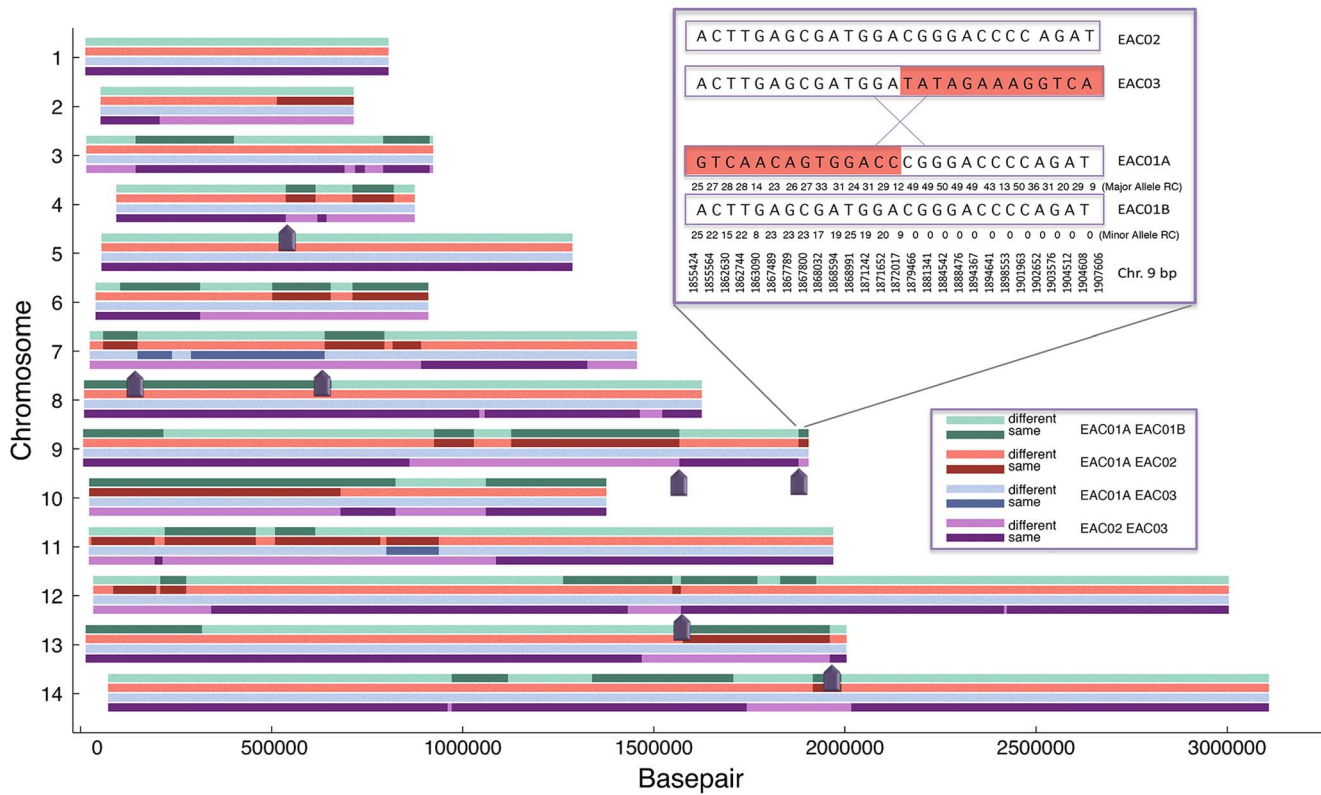 ACTTGAGCGATGGACGGGACCCC AGAT EAC02
ACTTGAGCGATGGATATAGAAAGGTCA EAC03
GTCAACAGTGGACCCGGGACCCCAGAT EAC01A
25 27 28 28 14 23 26 27 33 31 24 31 29 12 49 49 50 49 49 43 13 50 36 31 20 29 9 (Major Allele RC)
ACTTGAGCGATGGACGGGACCCCAGAT EAC01B
25 22 15 22 8 23 23 23 17 19 25 19 20 9 0 0 0 0 0 0 0 0 0 0 0 0 0 (Minor Allele RC)
1855424 1855564 1862630 1862744 1863090 1867489 1867789 1867800 1868032 1868594 1868991 1871242 1871652 1872017 1879466 1881341 1884542 1888476 1894367 1894641 1898553 1901963 1902652 1903576 1904512 1904608 1907606 Chr. 9 bp
Chromosome
1
2
3
4
5
6
7
8
9
10
11
12
13
14
different
same
EAC01A EAC01B
different
same
EAC01A EAC02
different
same
EAC01A EAC03
different
same
EAC02 EAC03
0 500000 1000000 1500000 2000000 2500000 3000000
Basepair